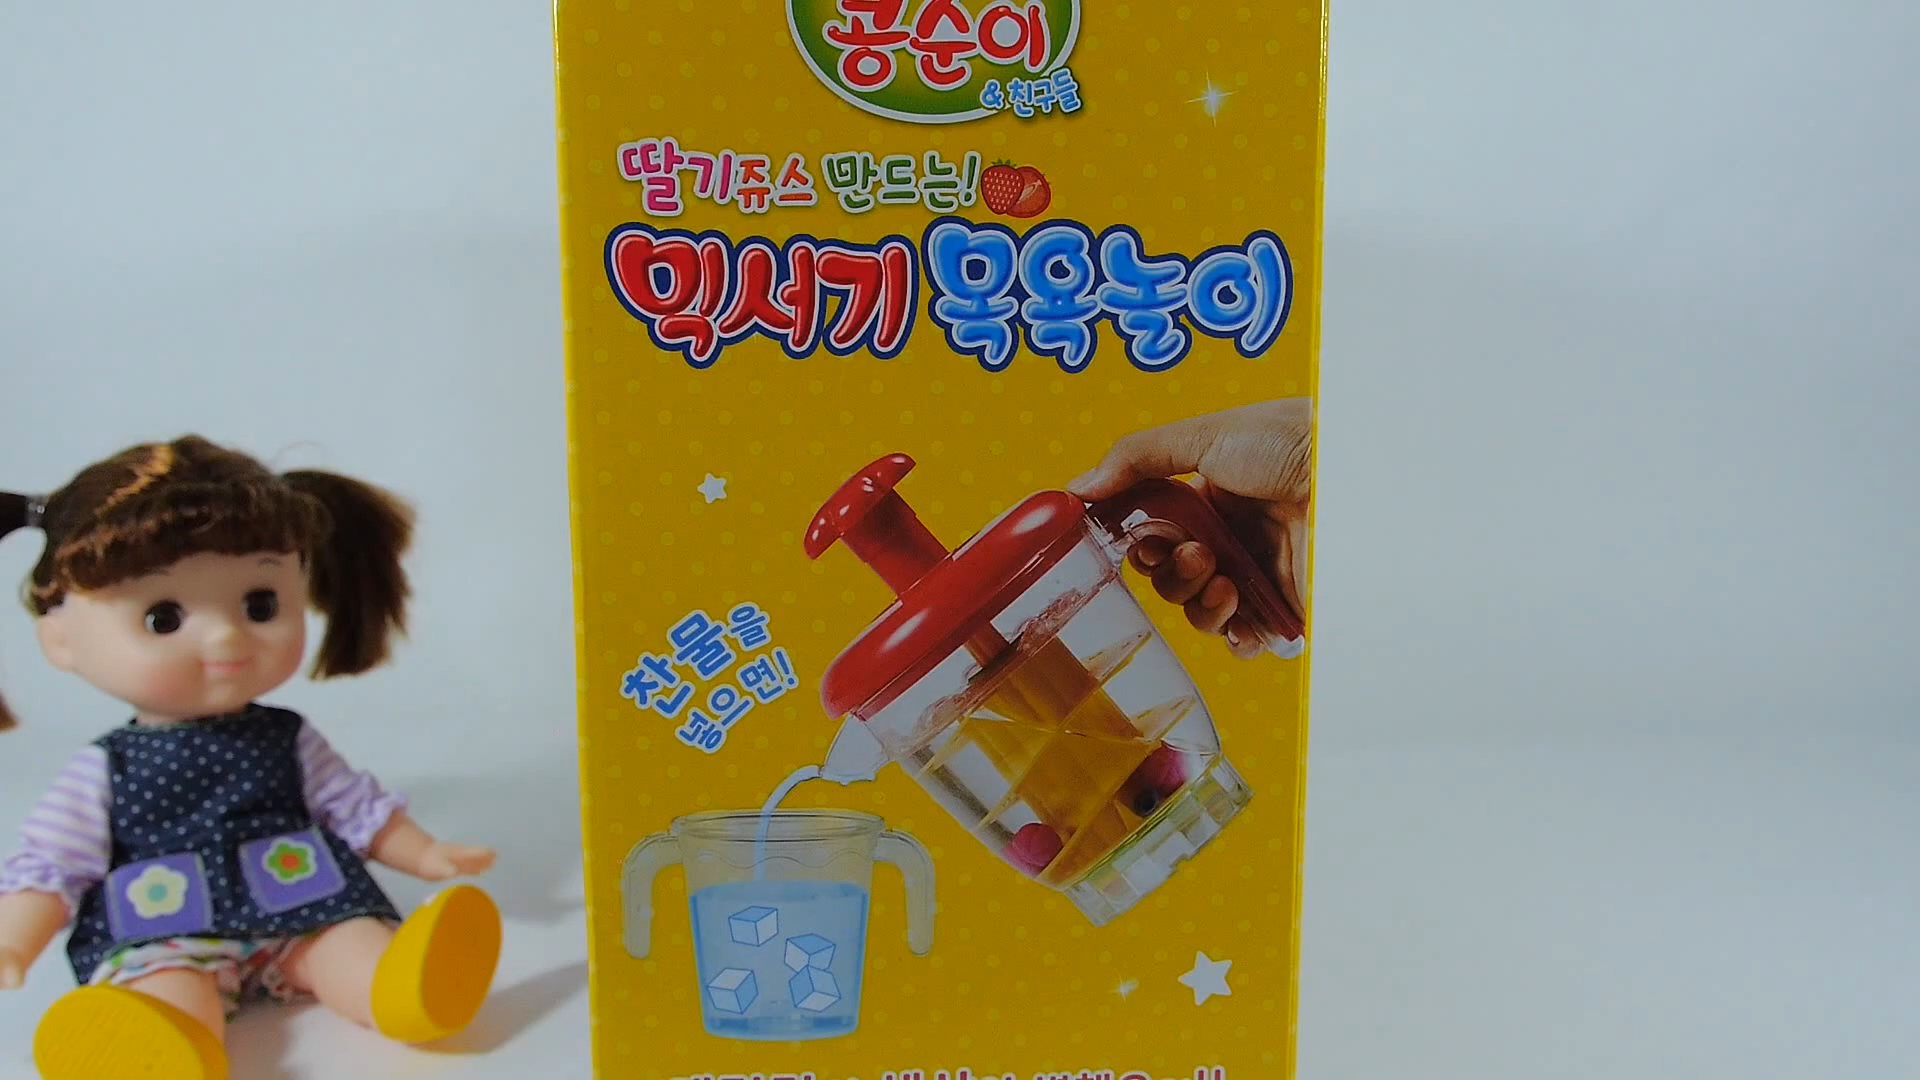 콩순이
& 친구들
딸기쥬스 만드는!
믹서기 목욕놀이
찬물을
넣으면!